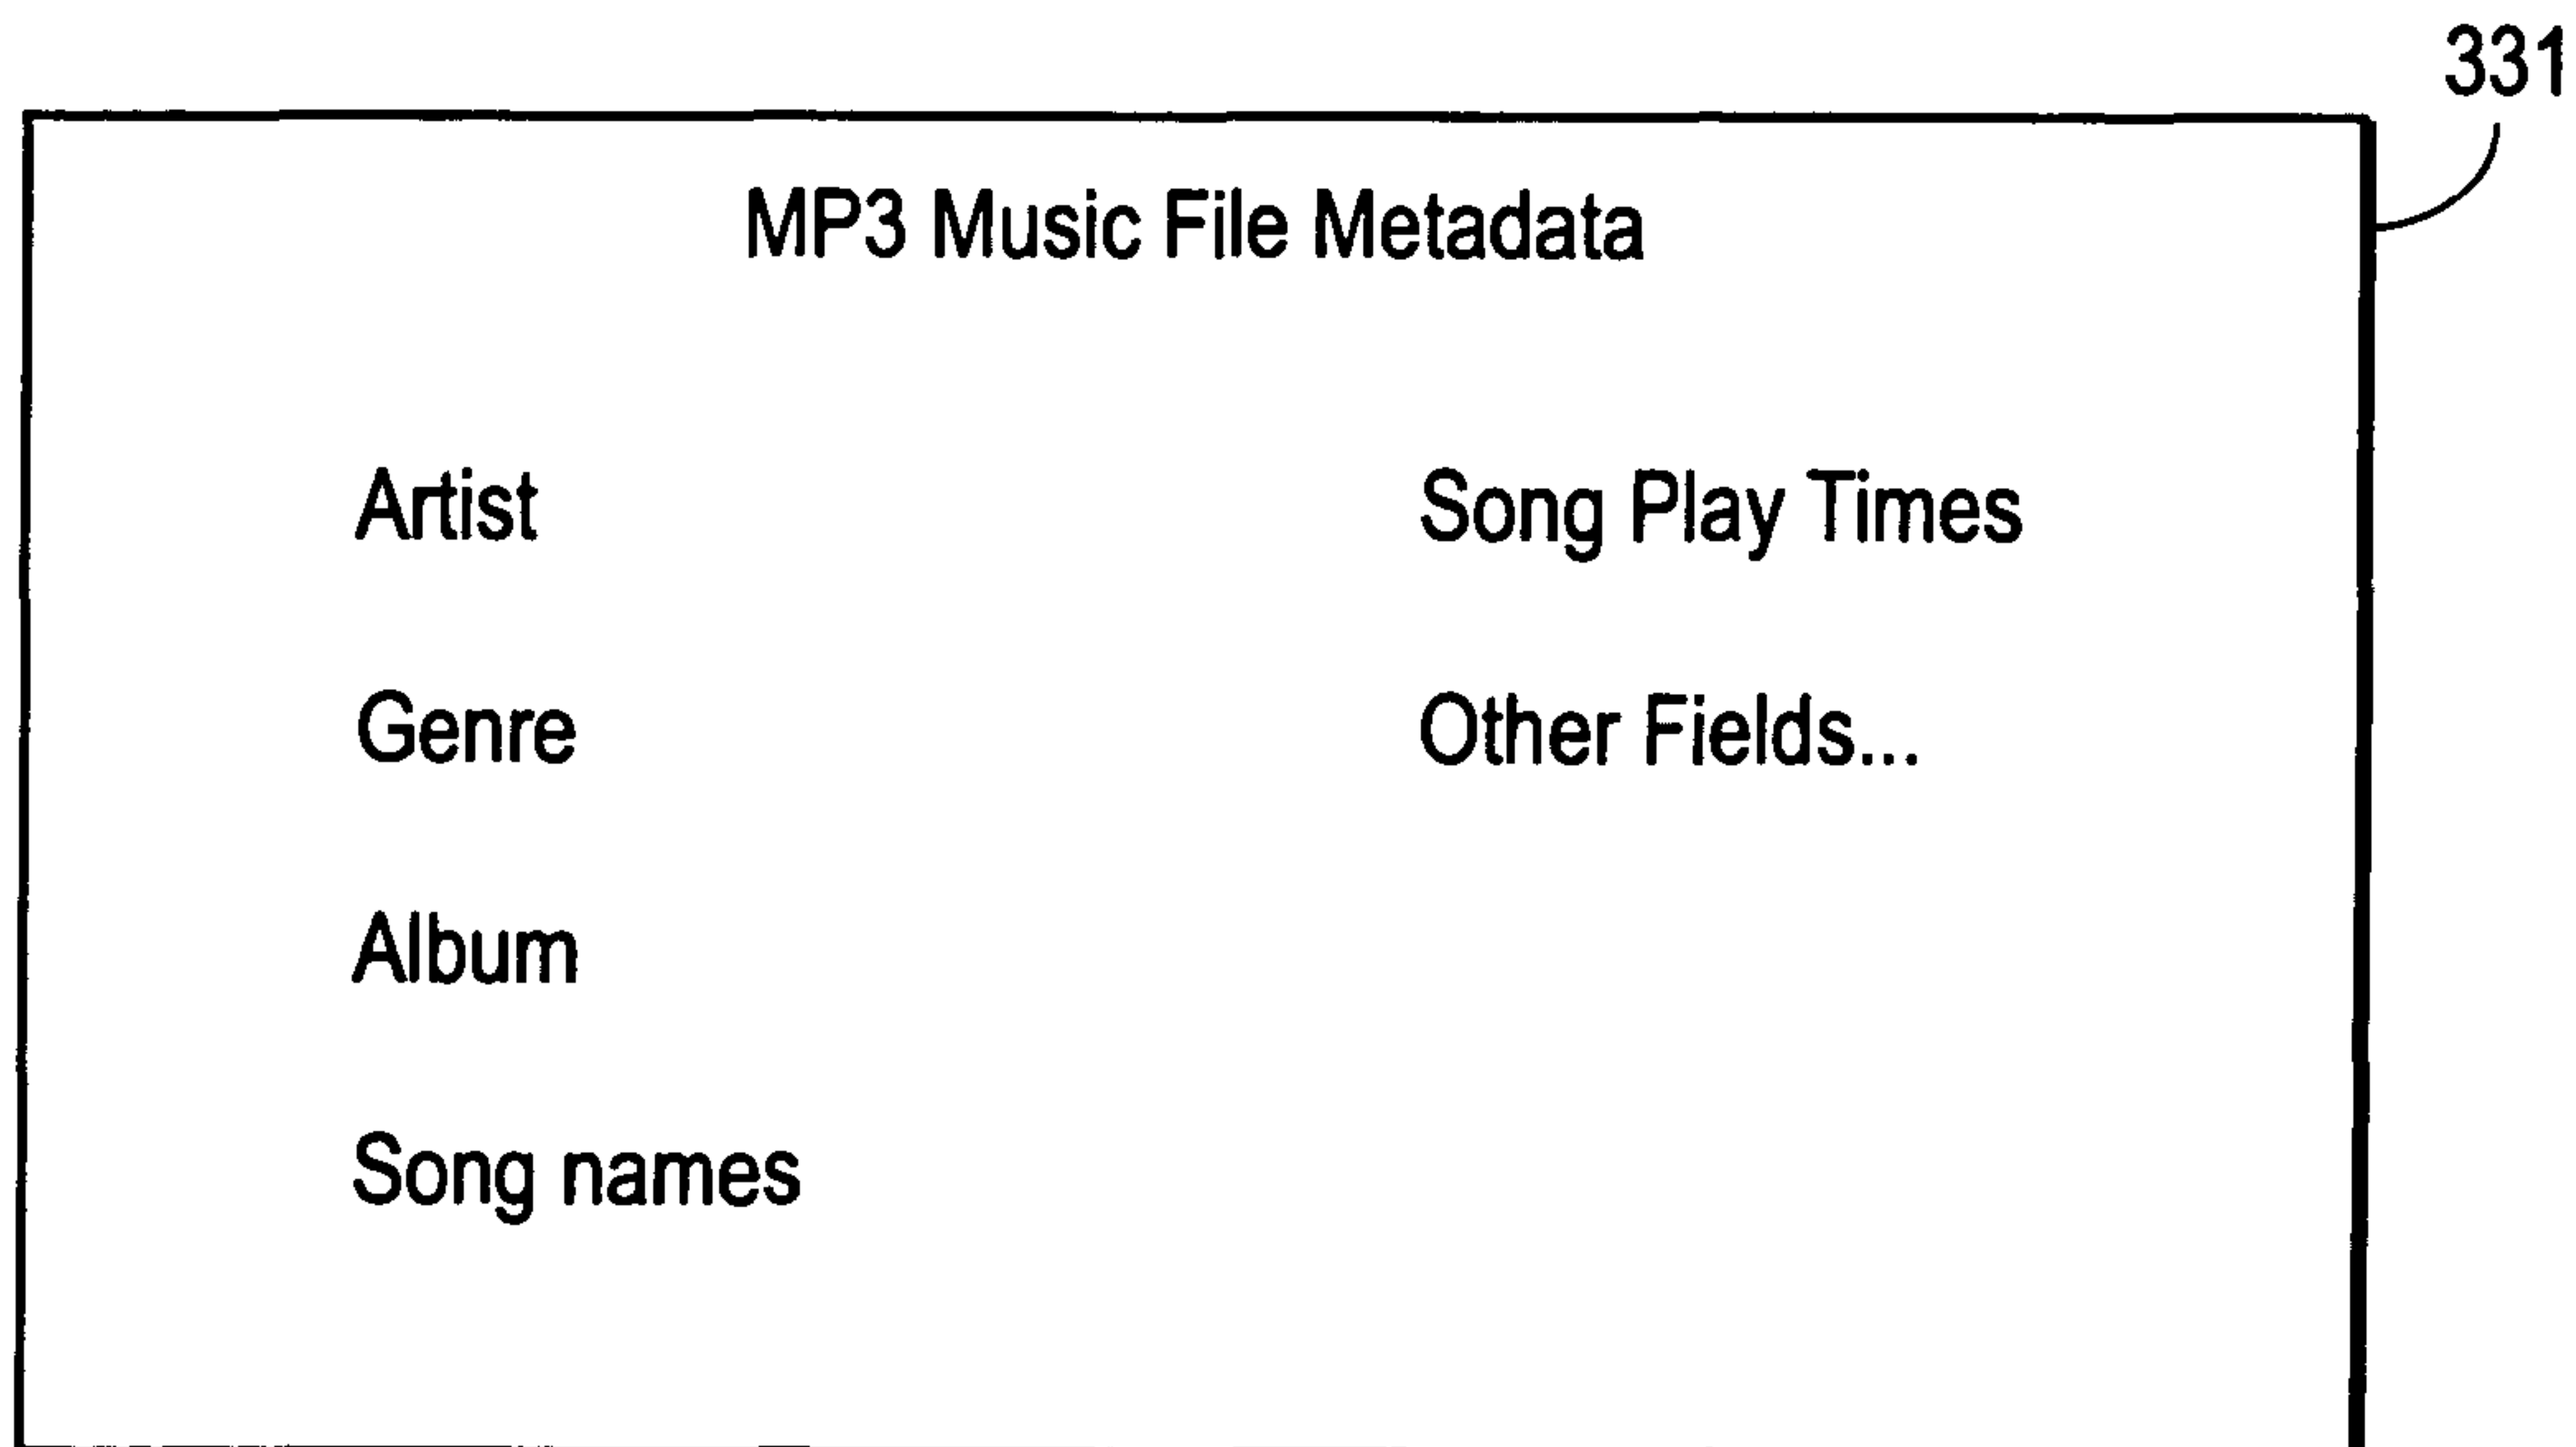 331
MP3 Music File Metadata
Artist
Genre
Album
Song names
Song Play Times
Other Fields...